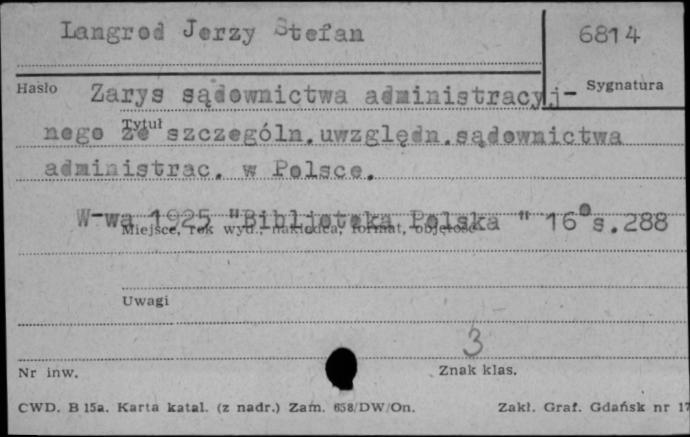 Langrod Jerzy Stefan
6814
Hasło
Sygnatura
Zarys sądownictwa administracyj-
Tytuł
nego ze szczególn.uwzględn.sądownictwa
administrac. w Polsce.
W-wa 1925 "Bibljoteka Polska " 16° s.288
Miejsce, rok wyd., nakładca, format, objętość
Uwagi
3
Nr inw.
Znak klas.
CWD. B 15a. Karta katal. (z nadr.) Zam. 658/DW/On.
Zakł. Graf. Gdańsk nr 17